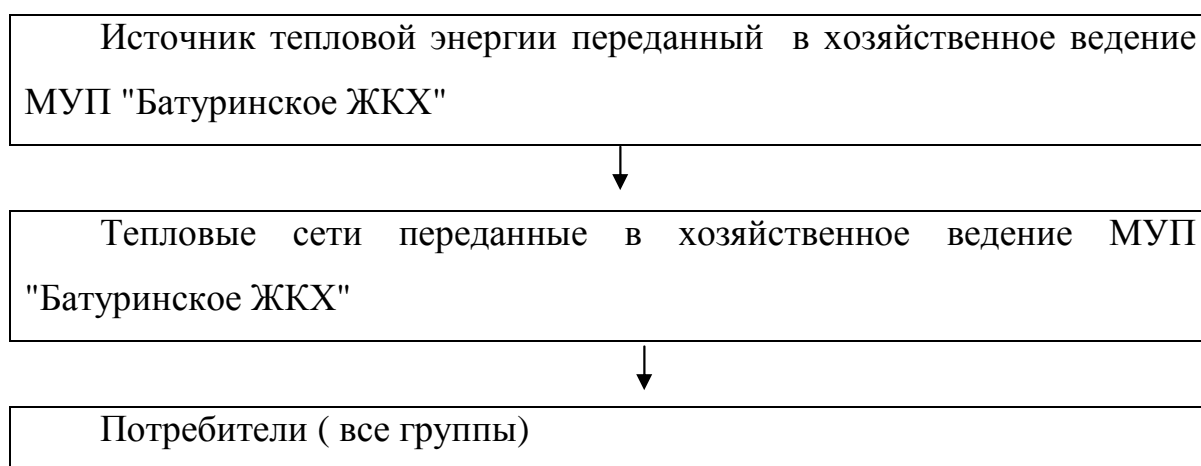 Источник тепловой энергии переданный в хозяйственное ведение
МУП "Батуринское ЖКХ"
Тепловые сети переданные в хозяйственное ведение МУП
"Батуринское ЖКХ"
Потребители ( все группы)